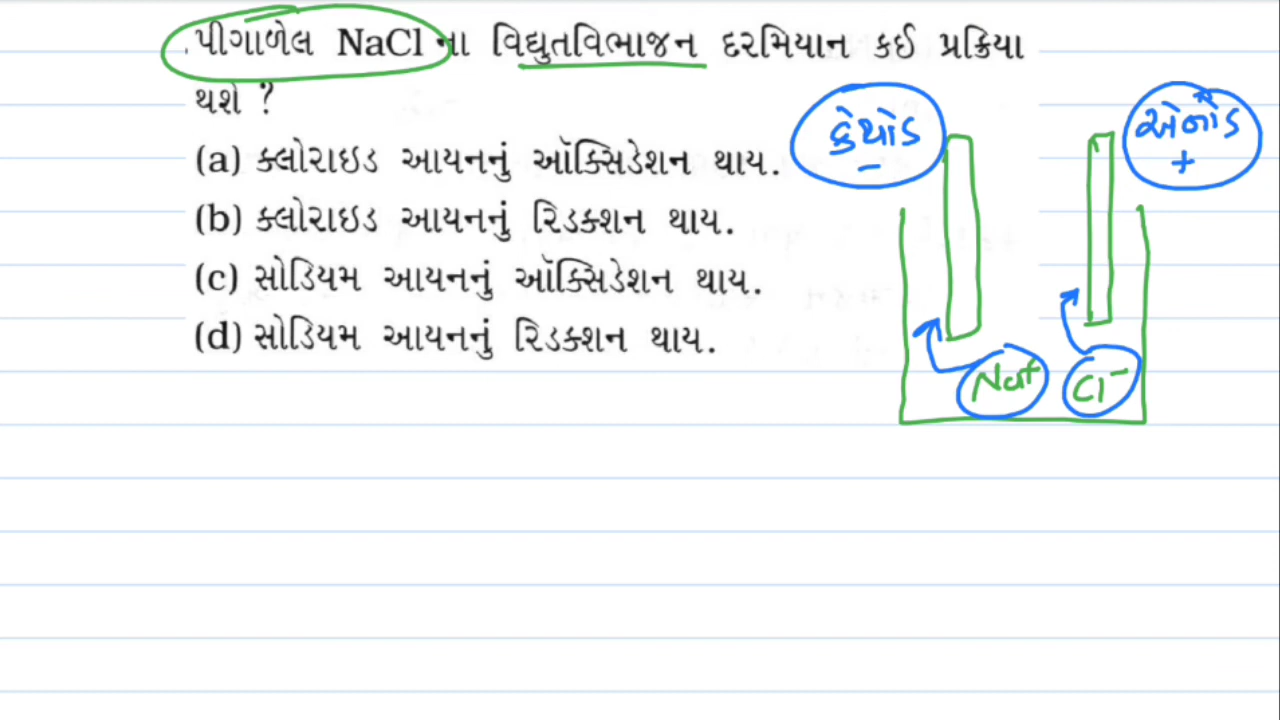 પીગાળેલ NaCl ના વિદ્યુતવિભાજન દરમિયાન કઈ પ્રક્રિયા
થશે ?
(a) ક્લોરાઇડ આયનનું ઑક્સિડેશન થાય.
(b) ક્લોરાઇડ આયનનું રિડક્શન થાય.
(c) સોડિયમ આયનનું ઑક્સિડેશન થાય.
(d) સોડિયમ આયનનું રિડક્શન થાય.
કેથોડ
−
એનોડ
+
Na+
Cl−